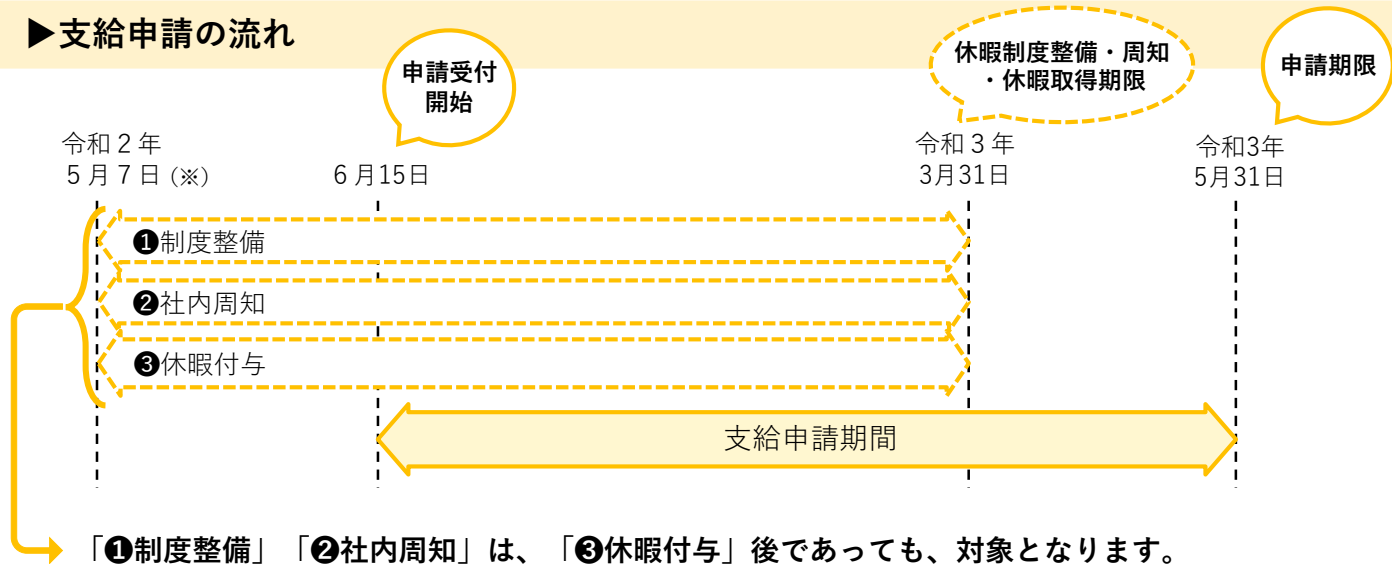 ▶支給申請の流れ
申請受付
開始
休暇制度整備・周知
・休暇取得期限
申請期限
令和２年
５月７日(※)
６月15日
令和３年
3月31日
令和3年
5月31日
❶制度整備
❷社内周知
❸休暇付与
支給申請期間
「❶制度整備」「❷社内周知」は、「❸休暇付与」後であっても、対象となります。